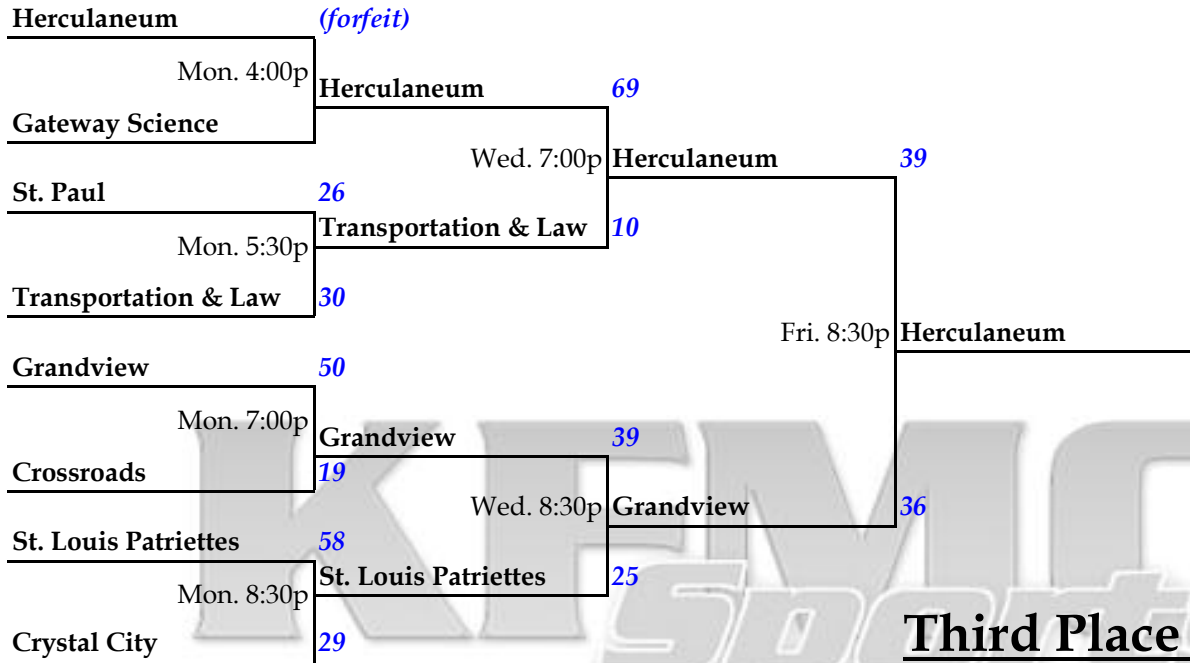 Herculaneum (forfeit)
Mon. 4:00p
Herculaneum 69
Gateway Science
Wed. 7:00p Herculaneum 39
St. Paul 26
Transportation & Law 10
Mon. 5:30p
Transportation & Law 30
Fri. 8:30p Herculaneum
Grandview 50
Mon. 7:00p
Grandview 39
Crossroads 19
Wed. 8:30p Grandview 36
St. Louis Patriettes 58
St. Louis Patriettes 25
Mon. 8:30p
Crystal City 29
Third Place
KFMO
Sports